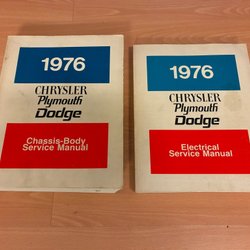 1976
CHRYSLER
Plymouth
Dodge
Chassis-Body
Service Manual
1976
CHRYSLER
Plymouth
Dodge
Electrical
Service Manual